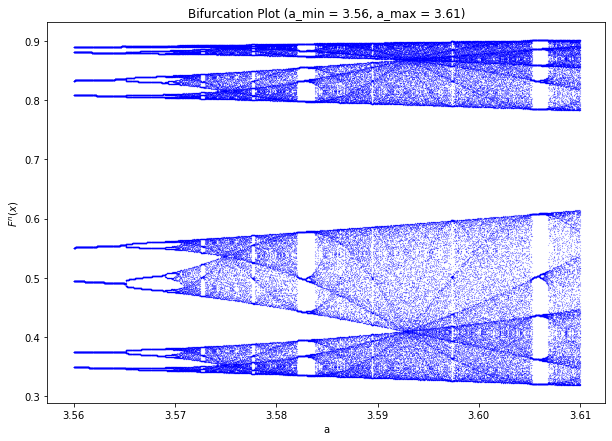 Bifurcation Plot (a_min = 3.56, a_max = 3.61)
0.9
0.8
0.7
0.6
0.5
0.4
0.3
Fⁿ(x)
3.56 3.57 3.58 3.59 3.60 3.61
a